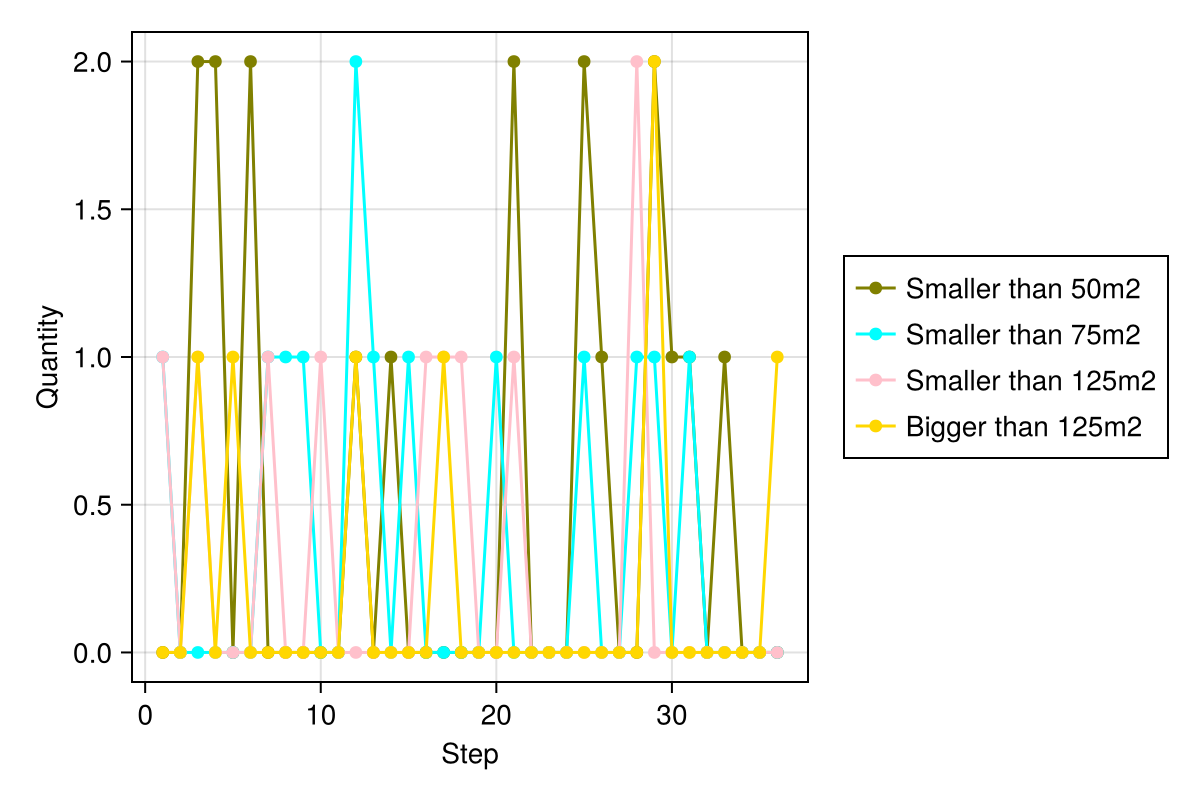 2.0
1.5
1.0
0.5
0.0
Quantity
0 10 20 30
Step
Smaller than 50m2
Smaller than 75m2
Smaller than 125m2
Bigger than 125m2